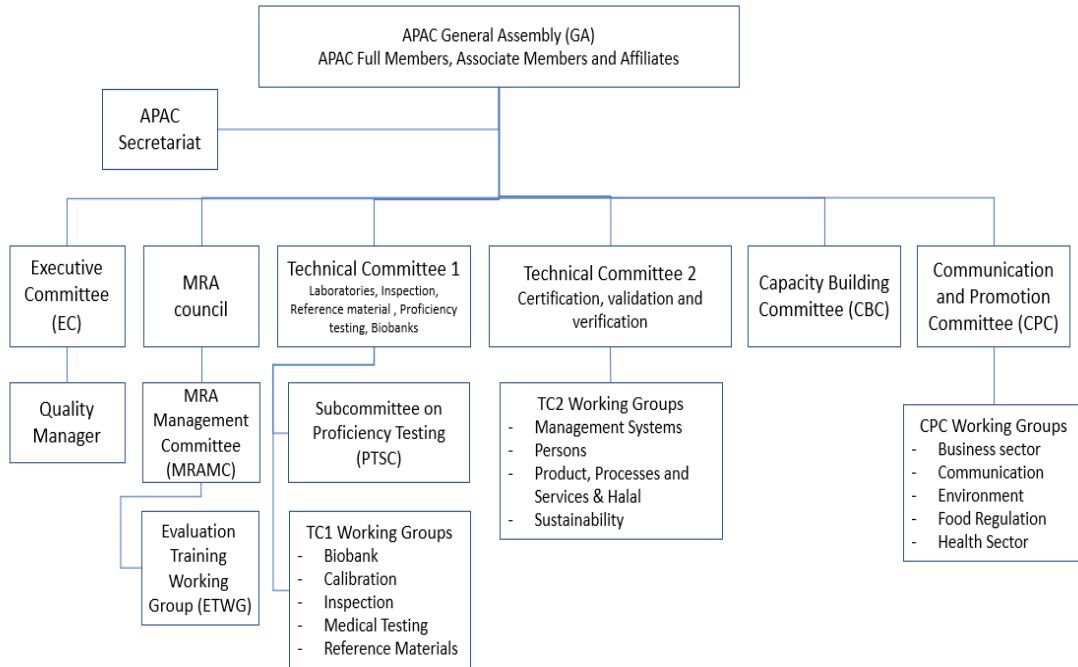 APAC General Assembly (GA)
APAC Full Members, Associate Members and Affiliates
APAC
Secretariat
Executive
Committee
(EC)
MRA
council
Technical Committee 1
Laboratories, Inspection,
Reference material , Proficiency
testing, Biobanks
Technical Committee 2
Certification, validation and
verification
Capacity Building
Committee (CBC)
Communication
and Promotion
Committee (CPC)
Quality
Manager
MRA
Management
Committee
(MRAMC)
Subcommittee on
Proficiency Testing
(PTSC)
TC2 Working Groups
- Management Systems
- Persons
- Product, Processes and
Services & Halal
- Sustainability
CPC Working Groups
- Business sector
- Communication
- Environment
- Food Regulation
- Health Sector
Evaluation
Training
Working
Group (ETWG)
TC1 Working Groups
- Biobank
- Calibration
- Inspection
- Medical Testing
- Reference Materials